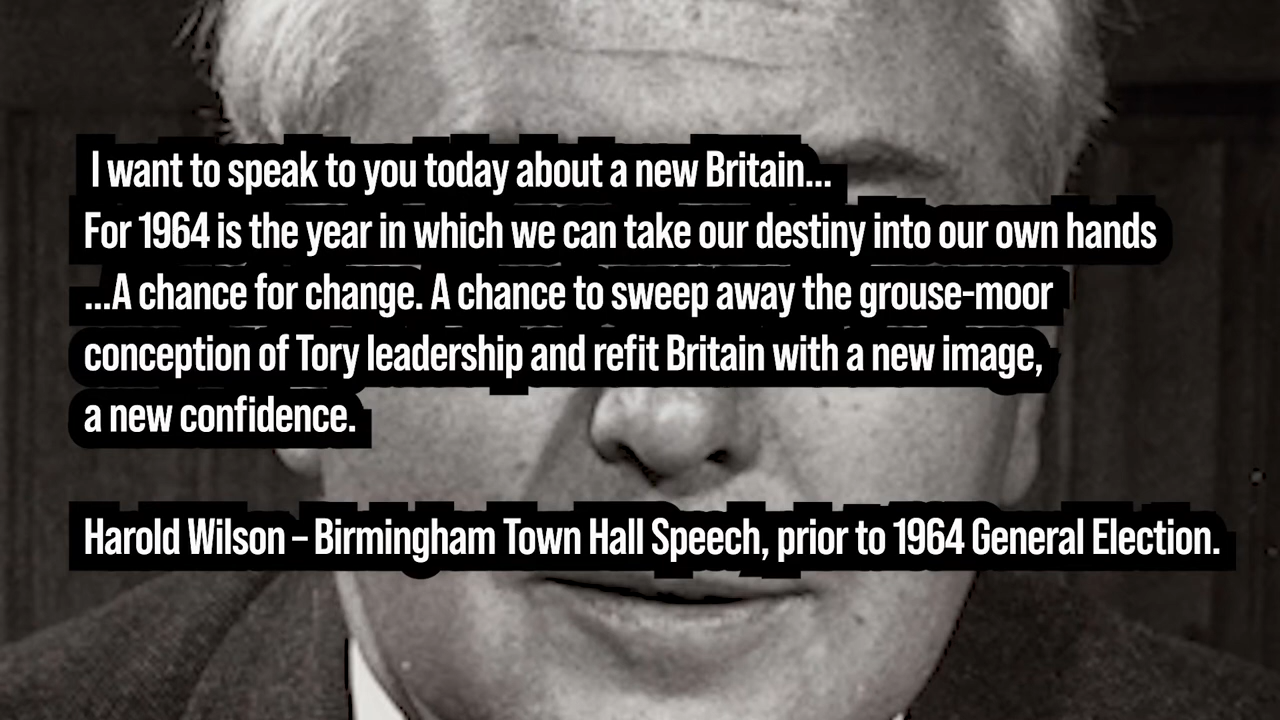 I want to speak to you today about a new Britain...
For 1964 is the year in which we can take our destiny into our own hands
...A chance for change. A chance to sweep away the grouse-moor
conception of Tory leadership and refit Britain with a new image,
a new confidence.
Harold Wilson – Birmingham Town Hall Speech, prior to 1964 General Election.